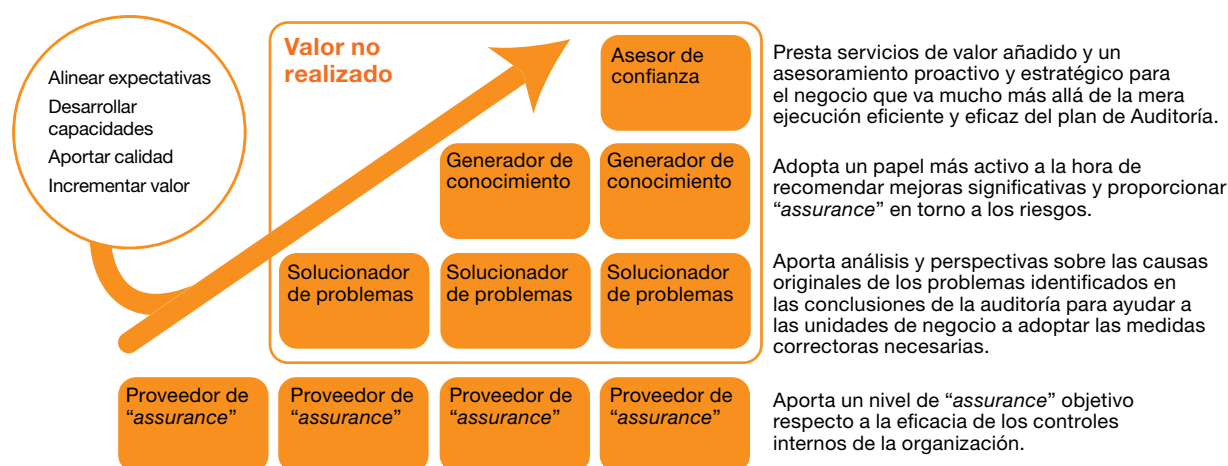 Alinear expectativas
Desarrollar
capacidades
Aportar calidad
Incrementar valor
Valor no
realizado
Asesor de
confianza
Presta servicios de valor añadido y un
asesoramiento proactivo y estratégico para
el negocio que va mucho más allá de la mera
ejecución eficiente y eficaz del plan de Auditoría.
Generador de
conocimiento
Generador de
conocimiento
Adopta un papel más activo a la hora de
recomendar mejoras significativas y proporcionar
“assurance” en torno a los riesgos.
Solucionador
de problemas
Solucionador
de problemas
Solucionador
de problemas
Aporta análisis y perspectivas sobre las causas
originales de los problemas identificados en
las conclusiones de la auditoría para ayudar a
las unidades de negocio a adoptar las medidas
correctoras necesarias.
Proveedor de
“assurance”
Proveedor de
“assurance”
Proveedor de
“assurance”
Proveedor de
“assurance”
Aporta un nivel de “assurance” objetivo
respecto a la eficacia de los controles
internos de la organización.